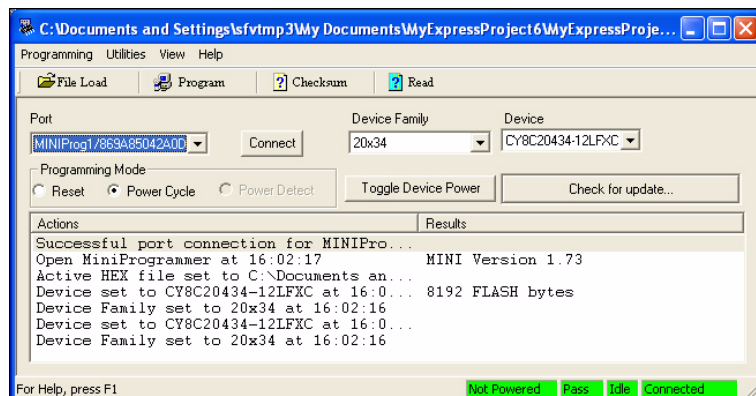 C:\Documents and Settings\sfvtmp3\My Documents\MyExpressProject6\MyExpressProje...
Programming Utilities View Help
File Load Program Checksum Read
Port Device Family Device
MINIProg1/869A85042A0D Connect 20x34 CY8C20434-12LFXC
Programming Mode
Reset Power Cycle Power Detect Toggle Device Power Check for update...
Actions Results
Successful port connection for MINIPro...
Open MiniProgrammer at 16:02:17 MINI Version 1.73
Active HEX file set to C:\Documents an...
Device set to CY8C20434-12LFXC at 16:0... 8192 FLASH bytes
Device Family set to 20x34 at 16:02:16
Device set to CY8C20434-12LFXC at 16:0...
Device Family set to 20x34 at 16:02:16
For Help, press F1 Not Powered Pass Idle Connected